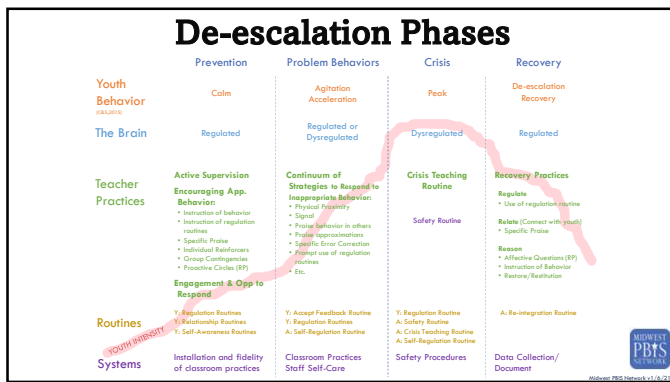 De-escalation Phases
Prevention
Problem Behaviors
Crisis
Recovery
Youth
Behavior
Calm
Agitation
Acceleration
Peak
De-escalation
Recovery
The Brain
Regulated
Regulated or
Dysregulated
Dysregulated
Regulated
Teacher
Practices
Active Supervision
Encouraging App.
Behavior:
• Instruction of behavior
• Instruction of regulation
routines
• Specific Praise
• Individual Reinforcers
• Group Contingencies
• Proactive Circles (RP)
Engagement & Opp to
Respond
Continuum of
Strategies to Respond to
Inappropriate Behavior:
• Physical Proximity
• Signal
• Praise behavior in others
• Praise approximations
• Specific Error Correction
• Prompt use of regulation
routines
• Etc.
Crisis Teaching
Routine
Safety Routine
Recovery Practices
Regulate
• Use of regulation routine
Relate (Connect with youth)
• Specific Praise
Reason
• Affective Questions (RP)
• Instruction of Behavior
• Restore/Restitution
Routines
Y: Regulation Routines
Y: Relationship Routines
Y: Self-Awareness Routines
Y: Accept Feedback Routine
Y: Regulation Routines
A: Self-Regulation Routine
Y: Regulation Routine
A: Safety Routine
A: Crisis Teaching Routine
A: Self-Regulation Routine
A: Re-integration Routine
YOUTH INTENSITY
Systems
Installation and fidelity
of classroom practices
Classroom Practices
Staff Self-Care
Safety Procedures
Data Collection/
Document
MIDWEST
PBIS
NETWORK
Midwest PBIS Network v1/6/21